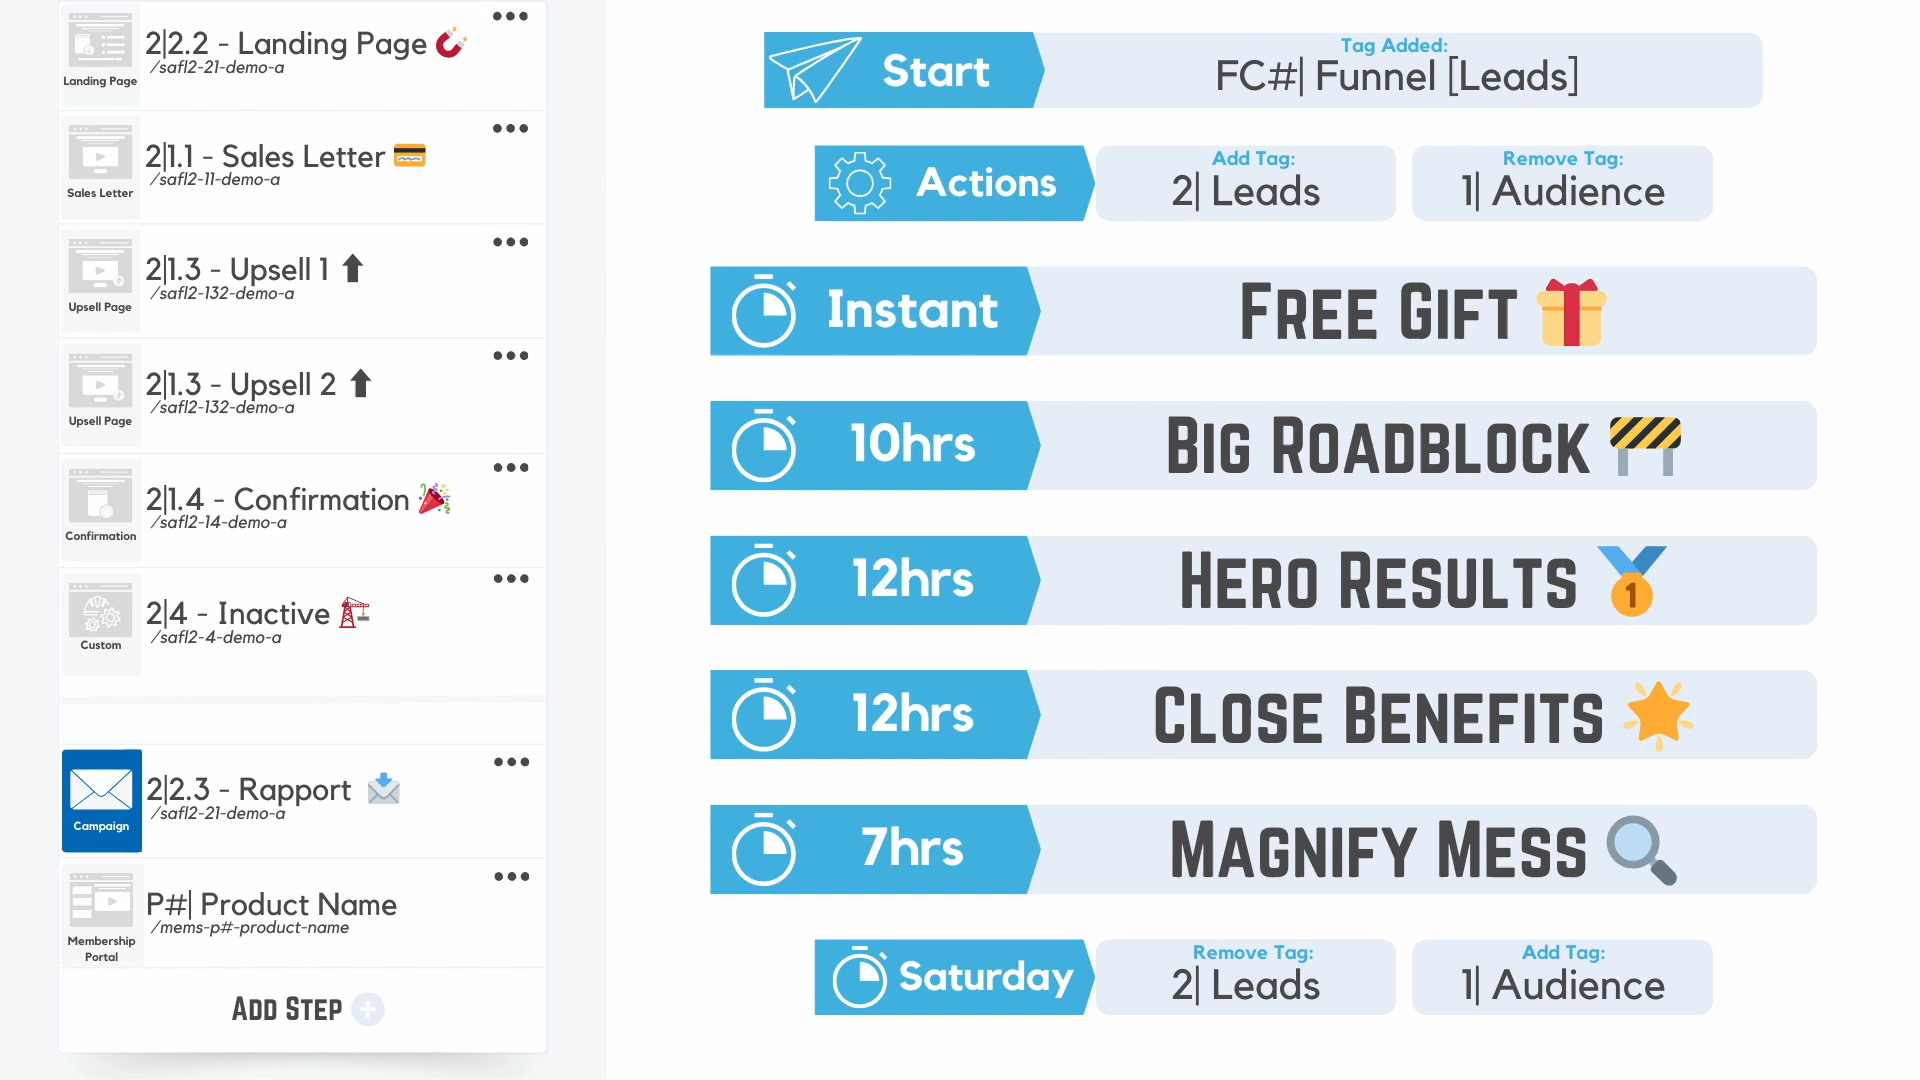 2|2.2 - Landing Page
/safl2-21-demo-a
Landing Page
2|1.1 - Sales Letter
/safl2-11-demo-a
Sales Letter
2|1.3 - Upsell 1
/safl2-132-demo-a
Upsell Page
2|1.3 - Upsell 2
/safl2-132-demo-a
Upsell Page
2|1.4 - Confirmation
/safl2-14-demo-a
Confirmation
2|4 - Inactive
/safl2-4-demo-a
Custom
2|2.3 - Rapport
/safl2-21-demo-a
Campaign
P#| Product Name
/mems-p#-product-name
Membership
Portal
ADD STEP
Start
Tag Added:
FC#| Funnel [Leads]
Actions
Add Tag:
2| Leads
Remove Tag:
1| Audience
Instant
FREE GIFT
10hrs
BIG ROADBLOCK
12hrs
HERO RESULTS
1
12hrs
CLOSE BENEFITS
7hrs
MAGNIFY MESS
Saturday
Remove Tag:
2| Leads
Add Tag:
1| Audience